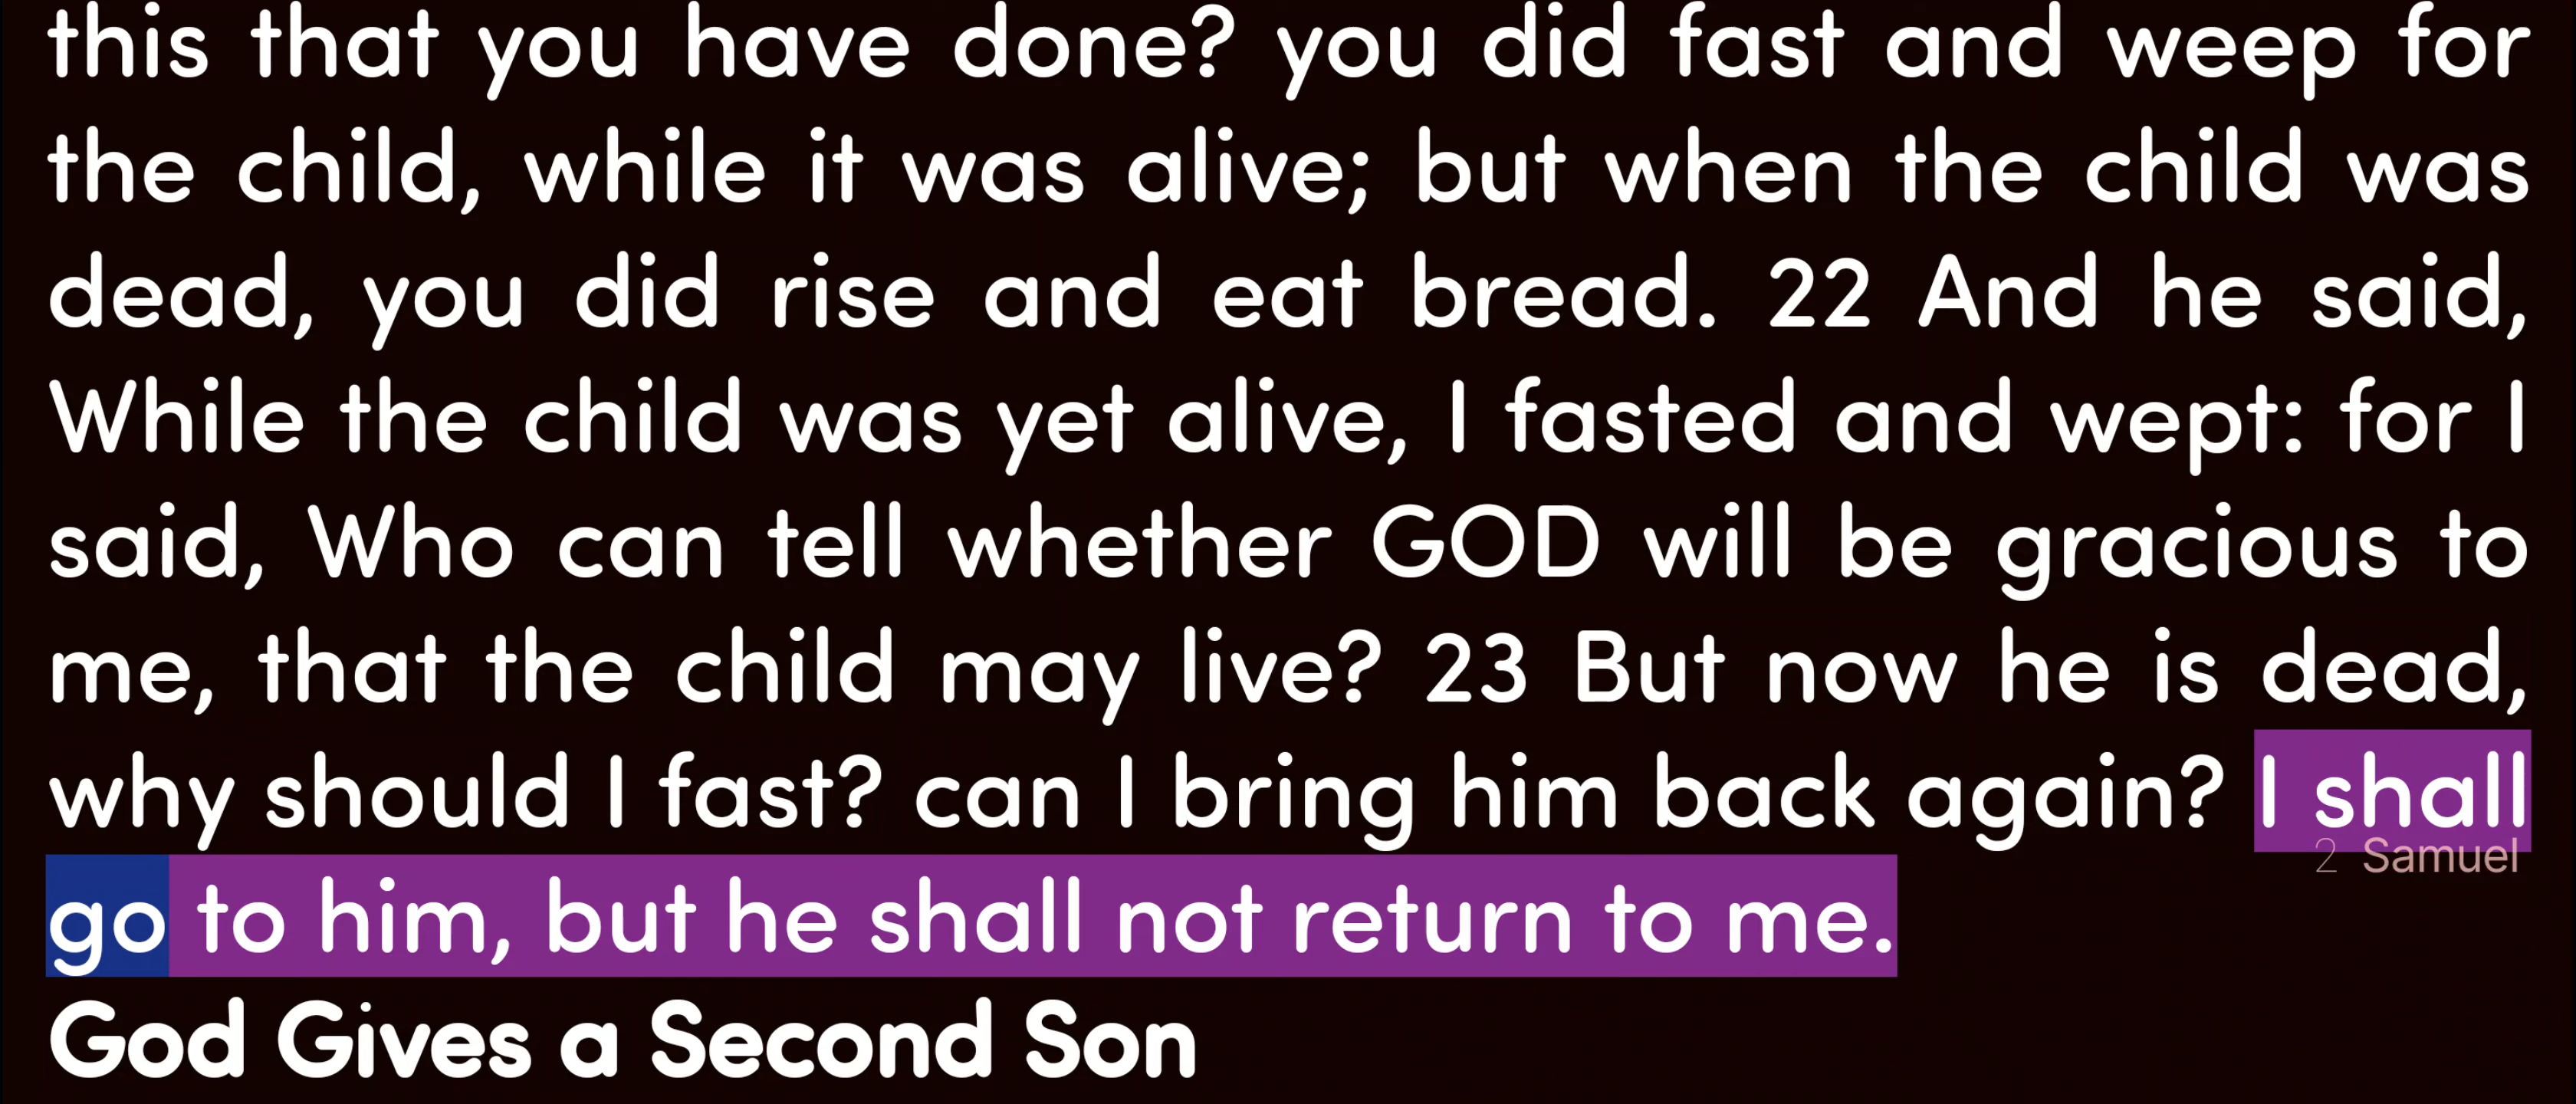 this that you have done? you did fast and weep for
the child, while it was alive; but when the child was
dead, you did rise and eat bread. 22 And he said,
While the child was yet alive, I fasted and wept: for I
said, Who can tell whether GOD will be gracious to
me, that the child may live? 23 But now he is dead,
why should I fast? can I bring him back again? I shall
2 Samuel
go to him, but he shall not return to me.
God Gives a Second Son